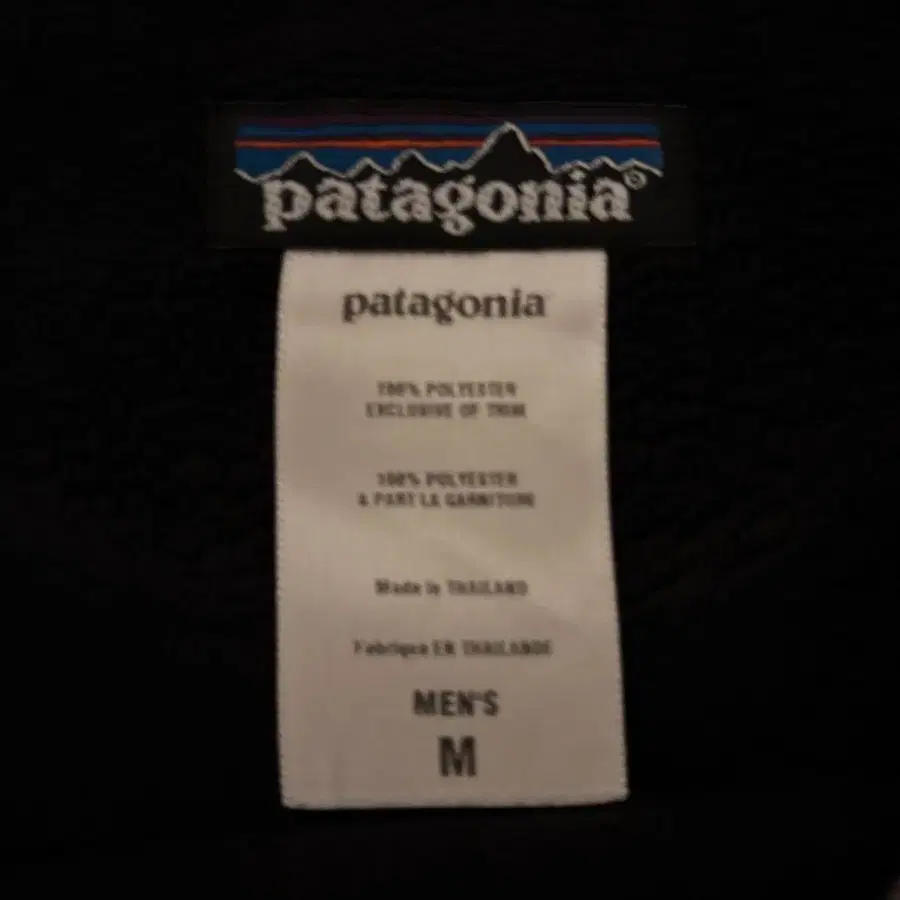 patagonia®
patagonia
100% POLYESTER
EXCLUSIVE OF TRIM
100% POLYESTER
À PART LA GARNITURE
Made in THAILAND
Fabriqué EN THAILANDE
MEN'S
M